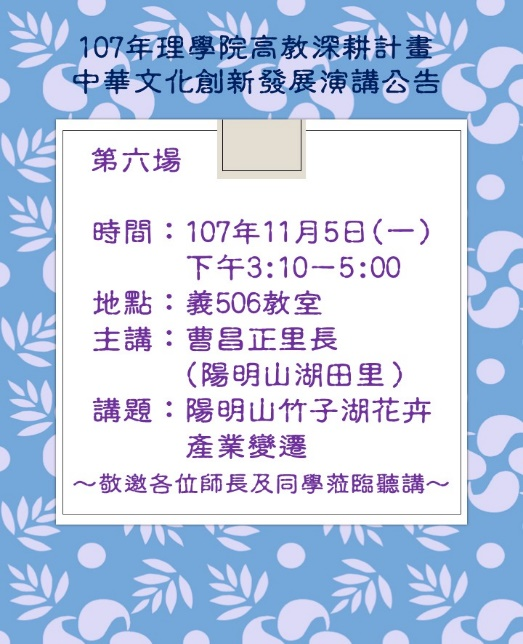 107年理學院高教深耕計畫
中華文化創新發展演講公告
第六場
時間：107年11月5日(一)
下午3:10—5:00
地點：義506教室
主講：曹昌正里長
(陽明山湖田里)
講題：陽明山竹子湖花卉
產業變遷
～敬邀各位師長及同學蒞臨聽講～